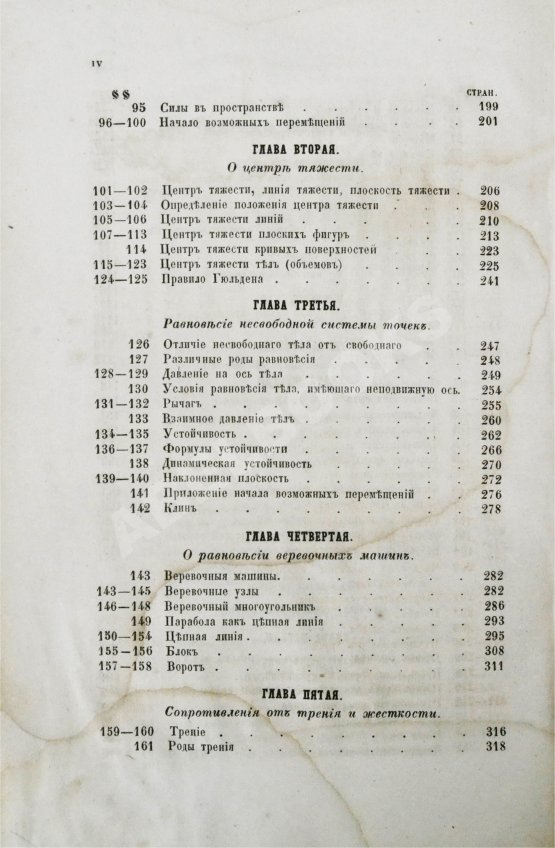 IV
§§ СТРАН.
95 Силы въ пространствѣ . . . . . . 199
96—100 Начало возможныхъ перемѣщеній . . . . 201
ГЛАВА ВТОРАЯ.
О центрѣ тяжести.
101—102 Центръ тяжести, линія тяжести, плоскость тяжести . 206
103—104 Опредѣленіе положенія центра тяжести . . . 208
105—106 Центръ тяжести линій . . . . . . 210
107—113 Центръ тяжести плоскихъ фигуръ . . . . 213
114 Центръ тяжести кривыхъ поверхностей . . . 223
115—123 Центръ тяжести тѣлъ (объемовъ) . . . . 225
124—125 Правило Гюльдена . . . . . . . 241
ГЛАВА ТРЕТЬЯ.
Равновѣсіе несвободной системы точекъ.
126 Отличіе несвободнаго тѣла отъ свободнаго . . 247
127 Различные роды равновѣсія . . . . . 248
128—129 Давленіе на ось тѣла . . . . . . 249
130 Условія равновѣсія тѣла, имѣющаго неподвижную ось. 254
131—132 Рычагъ . . . . . . . . 255
133 Взаимное давленіе тѣлъ . . . . . 260
134—135 Устойчивость . . . . . . . 262
136—137 Формулы устойчивости . . . . . 266
138 Динамическая устойчивость . . . . . 270
139—140 Наклоненная плоскость . . . . . 272
141 Приложеніе начала возможныхъ перемѣщеній . . 276
142 Клинъ . . . . . . . . 278
ГЛАВА ЧЕТВЕРТАЯ.
О равновѣсіи веревочныхъ машинъ.
143 Веревочныя машины. . . . . . . 282
143—145 Веревочные узлы . . . . . . 282
146—148 Веревочный многоугольникъ . . . . . 286
149 Парабола какъ цѣпная линія . . . . . 293
150—154 Цѣпная линія . . . . . . . 295
155—156 Блокъ . . . . . . . . 308
157—158 Воротъ . . . . . . . . 311
ГЛАВА ПЯТАЯ.
Сопротивленія отъ тренія и жесткости.
159—160 Треніе . . . . . . . . 316
161 Роды тренія . . . . . . . 318